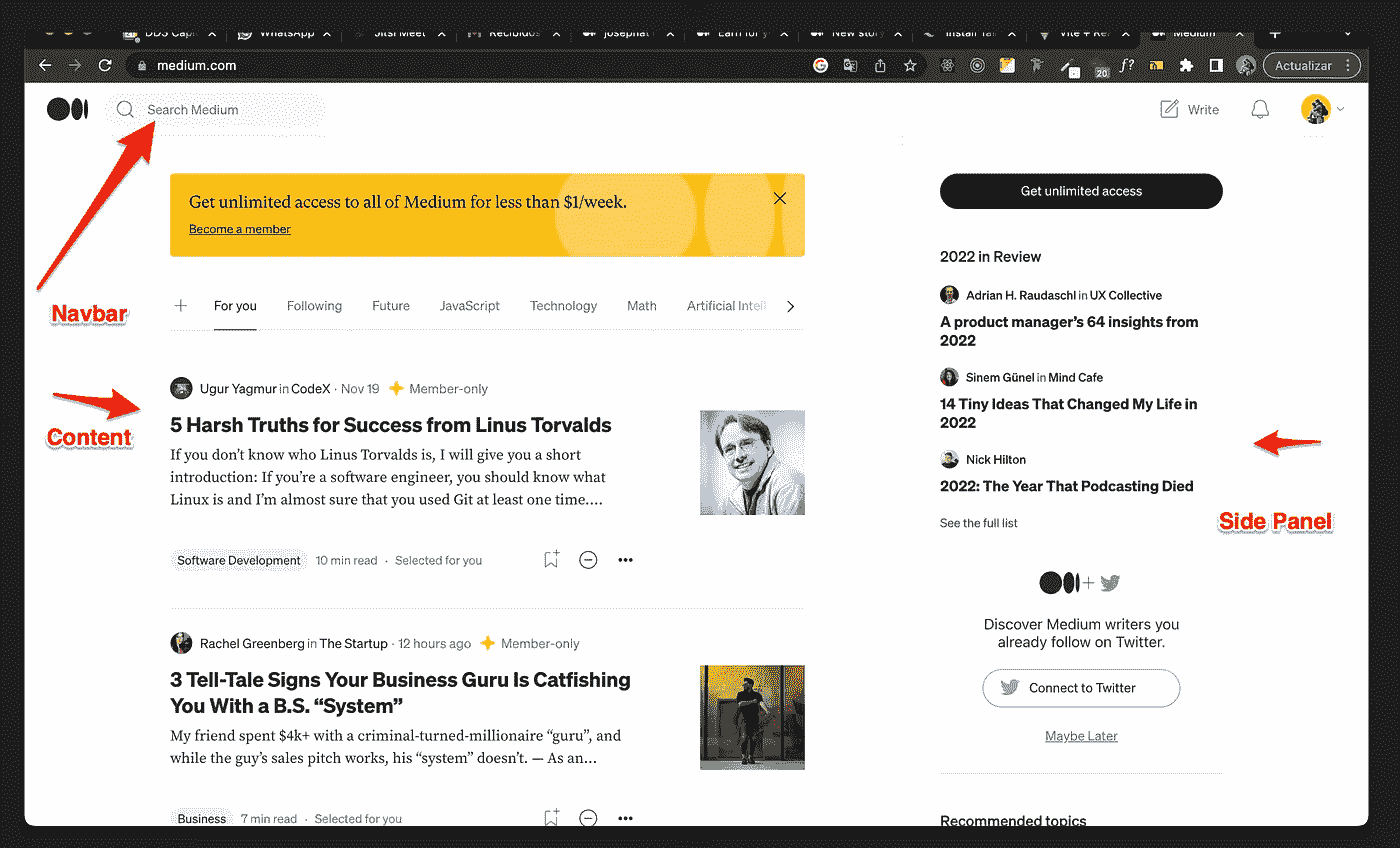 WhatsApp
Jitsi Meet
Recibidos
josephat
New story
Medium
medium.com
20
f?
Actualizar
Search Medium
Write
Get unlimited access to all of Medium for less than $1/week.
Become a member
Get unlimited access
Navbar
For you
Following
Future
JavaScript
Technology
Math
Artificial Intell
2022 in Review
Adrian H. Raudaschl in UX Collective
A product manager’s 64 insights from
2022
Sinem Günel in Mind Cafe
14 Tiny Ideas That Changed My Life in
2022
Nick Hilton
2022: The Year That Podcasting Died
See the full list
Side Panel
Content
Ugur Yagmur in CodeX · Nov 19 Member-only
5 Harsh Truths for Success from Linus Torvalds
If you don’t know who Linus Torvalds is, I will give you a short
introduction: If you’re a software engineer, you should know what
Linux is and I’m almost sure that you used Git at least one time….
Software Development 10 min read · Selected for you
Rachel Greenberg in The Startup · 12 hours ago Member-only
3 Tell-Tale Signs Your Business Guru Is Catfishing
You With a B.S. “System”
My friend spent $4k+ with a criminal-turned-millionaire “guru”, and
while the guy’s sales pitch works, his “system” doesn’t. — As an…
Business 7 min read · Selected for you
Discover Medium writers you
already follow on Twitter.
Connect to Twitter
Maybe Later
Recommended topics